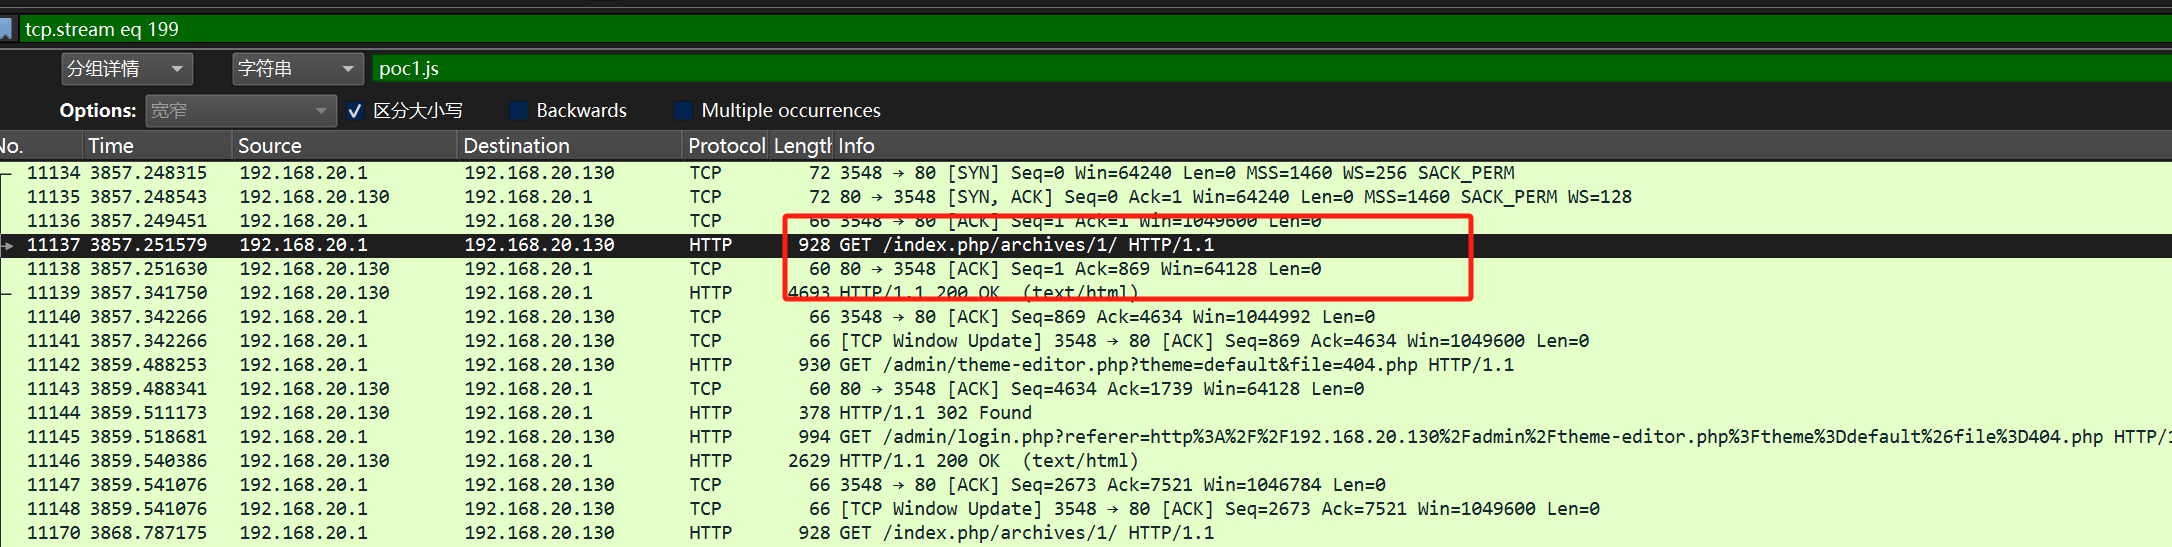 tcp.stream eq 199
分组详情 字符串 poc1.js
Options: 宽窄 区分大小写 Backwards Multiple occurrences
No. Time Source Destination Protocol Length Info
11134 3857.248315 192.168.20.1 192.168.20.130 TCP 72 3548 → 80 [SYN] Seq=0 Win=64240 Len=0 MSS=1460 WS=256 SACK_PERM
11135 3857.248543 192.168.20.130 192.168.20.1 TCP 72 80 → 3548 [SYN, ACK] Seq=0 Ack=1 Win=64240 Len=0 MSS=1460 SACK_PERM WS=128
11136 3857.249451 192.168.20.1 192.168.20.130 TCP 66 3548 → 80 [ACK] Seq=1 Ack=1 Win=1049600 Len=0
11137 3857.251579 192.168.20.1 192.168.20.130 HTTP 928 GET /index.php/archives/1/ HTTP/1.1
11138 3857.251630 192.168.20.130 192.168.20.1 TCP 60 80 → 3548 [ACK] Seq=1 Ack=869 Win=64128 Len=0
11139 3857.341750 192.168.20.130 192.168.20.1 HTTP 4693 HTTP/1.1 200 OK (text/html)
11140 3857.342266 192.168.20.1 192.168.20.130 TCP 66 3548 → 80 [ACK] Seq=869 Ack=4634 Win=1044992 Len=0
11141 3857.342266 192.168.20.1 192.168.20.130 TCP 66 [TCP Window Update] 3548 → 80 [ACK] Seq=869 Ack=4634 Win=1049600 Len=0
11142 3859.488253 192.168.20.1 192.168.20.130 HTTP 930 GET /admin/theme-editor.php?theme=default&file=404.php HTTP/1.1
11143 3859.488341 192.168.20.130 192.168.20.1 TCP 60 80 → 3548 [ACK] Seq=4634 Ack=1739 Win=64128 Len=0
11144 3859.511173 192.168.20.130 192.168.20.1 HTTP 378 HTTP/1.1 302 Found
11145 3859.518681 192.168.20.1 192.168.20.130 HTTP 994 GET /admin/login.php?referer=http%3A%2F%2F192.168.20.130%2Fadmin%2Ftheme-editor.php%3Ftheme%3Ddefault%26file%3D404.php HTTP/1
11146 3859.540386 192.168.20.130 192.168.20.1 HTTP 2629 HTTP/1.1 200 OK (text/html)
11147 3859.541076 192.168.20.1 192.168.20.130 TCP 66 3548 → 80 [ACK] Seq=2673 Ack=7521 Win=1046784 Len=0
11148 3859.541076 192.168.20.1 192.168.20.130 TCP 66 [TCP Window Update] 3548 → 80 [ACK] Seq=2673 Ack=7521 Win=1049600 Len=0
11170 3868.787175 192.168.20.1 192.168.20.130 HTTP 928 GET /index.php/archives/1/ HTTP/1.1